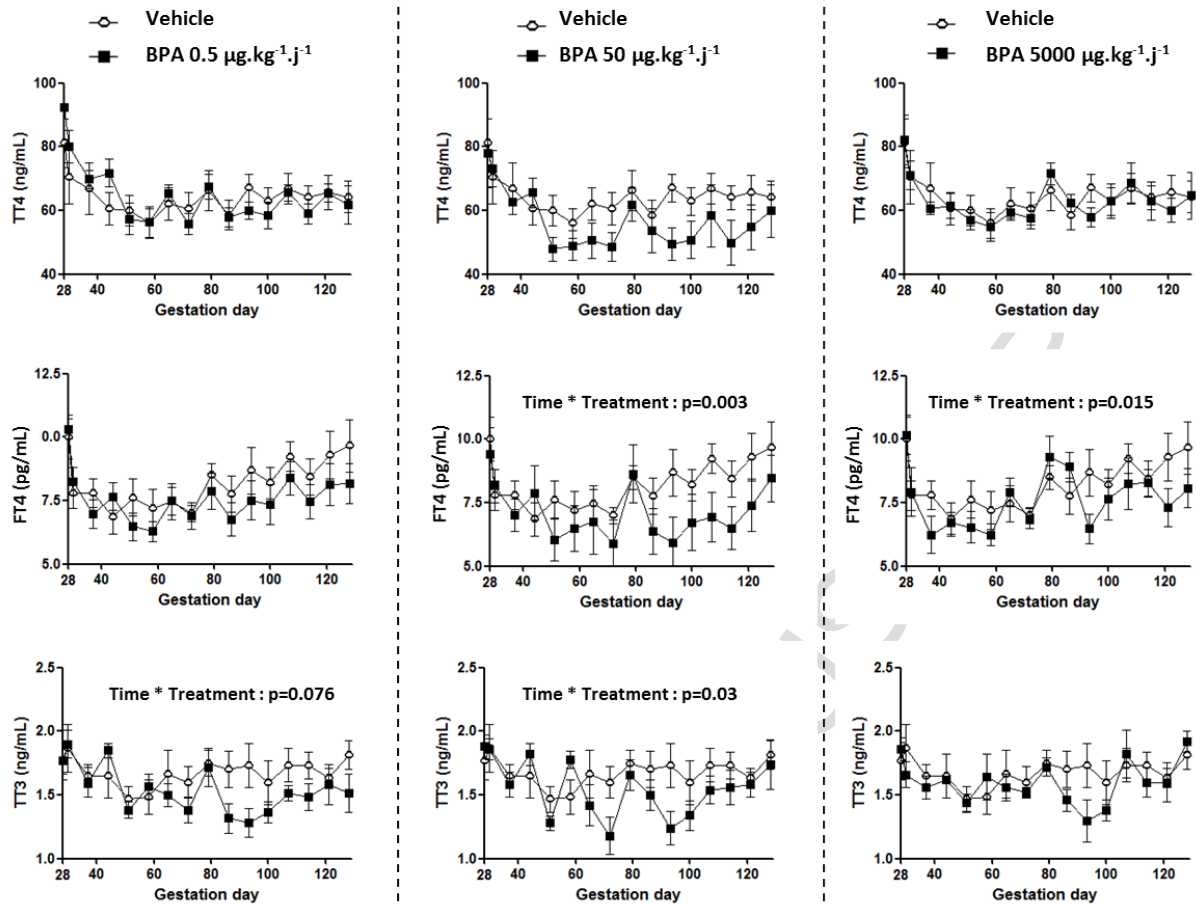 Vehicle
BPA 0.5 µg.kg⁻¹.j⁻¹
Vehicle
BPA 50 µg.kg⁻¹.j⁻¹
Vehicle
BPA 5000 µg.kg⁻¹.j⁻¹
TT4 (ng/mL)
100
80
60
40
28 40 60 80 100 120
Gestation day
TT4 (ng/mL)
100
80
60
40
28 40 60 80 100 120
Gestation day
TT4 (ng/mL)
100
80
60
40
28 40 60 80 100 120
Gestation day
FT4 (pg/mL)
12.5
0.0
7.5
5.0
28 40 60 80 100 120
Gestation day
FT4 (pg/mL)
12.5
10.0
7.5
5.0
Time * Treatment : p=0.003
28 40 60 80 100 120
Gestation day
FT4 (pg/mL)
12.5
10.0
7.5
5.0
Time * Treatment : p=0.015
28 40 60 80 100 120
Gestation day
TT3 (ng/mL)
2.5
2.0
1.5
1.0
Time * Treatment : p=0.076
28 40 60 80 100 120
Gestation day
TT3 (ng/mL)
2.5
2.0
1.5
1.0
Time * Treatment : p=0.03
28 40 60 80 100 120
Gestation day
TT3 (ng/mL)
2.5
2.0
1.5
1.0
28 40 60 80 100 120
Gestation day